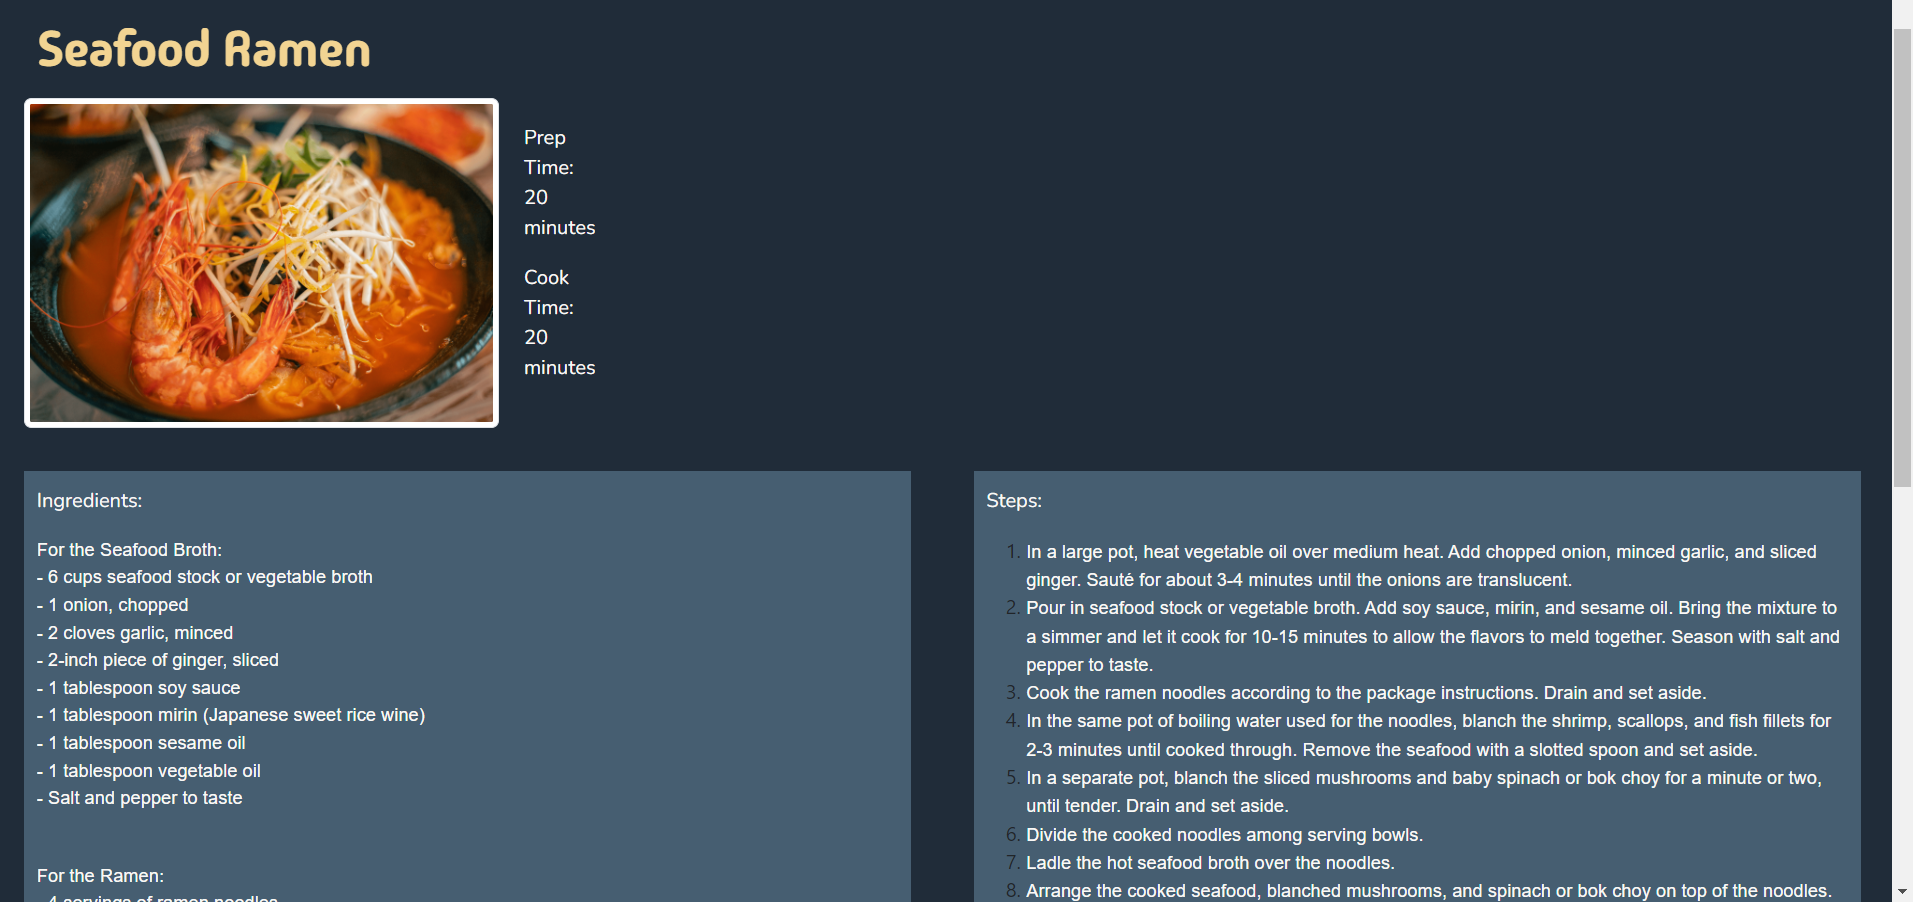 Seafood Ramen
Prep
Time:
20
minutes
Cook
Time:
20
minutes
Ingredients:
For the Seafood Broth:
- 6 cups seafood stock or vegetable broth
- 1 onion, chopped
- 2 cloves garlic, minced
- 2-inch piece of ginger, sliced
- 1 tablespoon soy sauce
- 1 tablespoon mirin (Japanese sweet rice wine)
- 1 tablespoon sesame oil
- 1 tablespoon vegetable oil
- Salt and pepper to taste
For the Ramen:
- 4 servings of ramen noodles
Steps:
1. In a large pot, heat vegetable oil over medium heat. Add chopped onion, minced garlic, and sliced
ginger. Sauté for about 3-4 minutes until the onions are translucent.
2. Pour in seafood stock or vegetable broth. Add soy sauce, mirin, and sesame oil. Bring the mixture to
a simmer and let it cook for 10-15 minutes to allow the flavors to meld together. Season with salt and
pepper to taste.
3. Cook the ramen noodles according to the package instructions. Drain and set aside.
4. In the same pot of boiling water used for the noodles, blanch the shrimp, scallops, and fish fillets for
2-3 minutes until cooked through. Remove the seafood with a slotted spoon and set aside.
5. In a separate pot, blanch the sliced mushrooms and baby spinach or bok choy for a minute or two,
until tender. Drain and set aside.
6. Divide the cooked noodles among serving bowls.
7. Ladle the hot seafood broth over the noodles.
8. Arrange the cooked seafood, blanched mushrooms, and spinach or bok choy on top of the noodles.